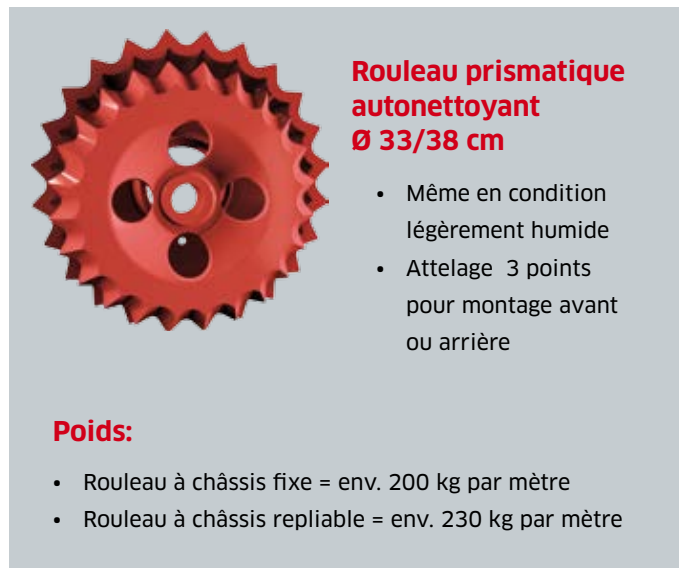 Rouleau prismatique
autonettoyant
Ø 33/38 cm
• Même en condition
légèrement humide
• Attelage 3 points
pour montage avant
ou arrière
Poids:
• Rouleau à châssis fixe = env. 200 kg par mètre
• Rouleau à châssis repliable = env. 230 kg par mètre